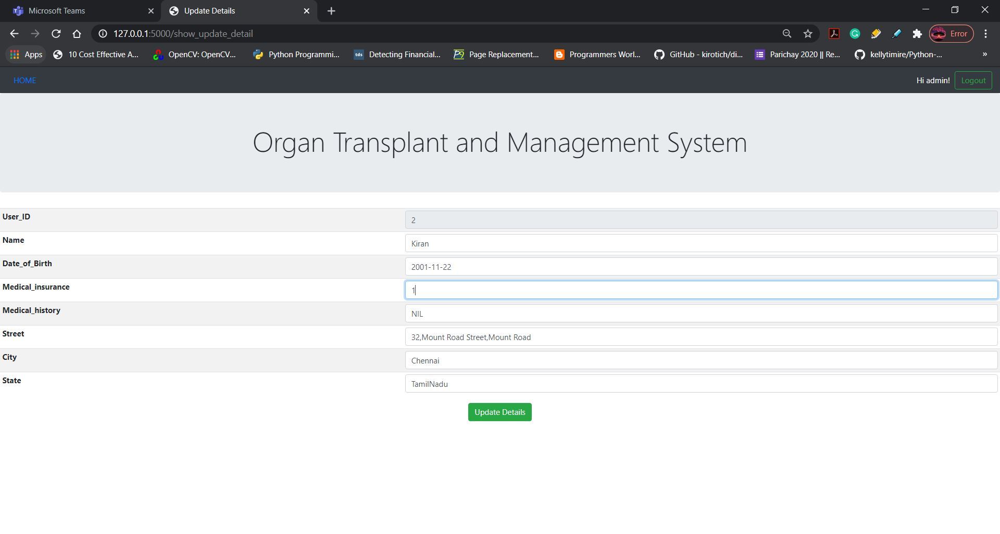 Microsoft Teams
Update Details
127.0.0.1:5000/show_update_detail
Error
Apps
10 Cost Effective A...
OpenCV: OpenCV...
Python Programmi...
tds
Detecting Financial...
P9
Page Replacement...
Programmers Worl...
GitHub - kirotich/di...
Parichay 2020 || Re...
kellytimire/Python-...
»
HOME
Hi admin!
Logout
Organ Transplant and Management System
User_ID
2
Name
Kiran
Date_of_Birth
2001-11-22
Medical_insurance
1
Medical_history
NIL
Street
32,Mount Road Street,Mount Road
City
Chennai
State
TamilNadu
Update Details